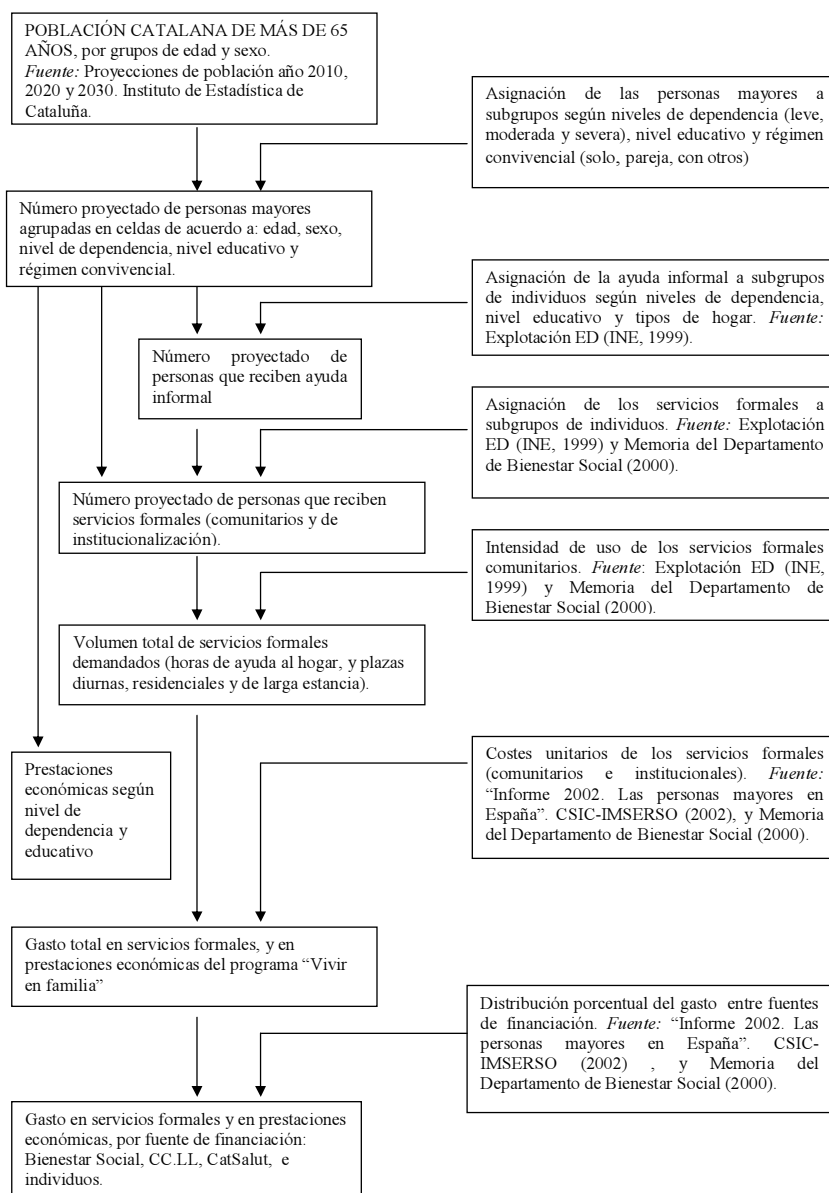 POBLACIÓN CATALANA DE MÁS DE 65
AÑOS, por grupos de edad y sexo.
Fuente: Proyecciones de población año 2010,
2020 y 2030. Instituto de Estadística de
Cataluña.
Asignación de las personas mayores a
subgrupos según niveles de dependencia (leve,
moderada y severa), nivel educativo y régimen
convivencial (solo, pareja, con otros)
Número proyectado de personas mayores
agrupadas en celdas de acuerdo a: edad, sexo,
nivel de dependencia, nivel educativo y
régimen convivencial.
Asignación de la ayuda informal a subgrupos
de individuos según niveles de dependencia,
nivel educativo y tipos de hogar. Fuente:
Explotación ED (INE, 1999).
Número proyectado de
personas que reciben ayuda
informal
Asignación de los servicios formales a
subgrupos de individuos. Fuente: Explotación
ED (INE, 1999) y Memoria del Departamento
de Bienestar Social (2000).
Número proyectado de personas que reciben
servicios formales (comunitarios y de
institucionalización).
Intensidad de uso de los servicios formales
comunitarios. Fuente: Explotación ED (INE,
1999) y Memoria del Departamento de
Bienestar Social (2000).
Volumen total de servicios formales
demandados (horas de ayuda al hogar, y plazas
diurnas, residenciales y de larga estancia).
Prestaciones
económicas según
nivel de
dependencia y
educativo
Costes unitarios de los servicios formales
(comunitarios e institucionales). Fuente:
“Informe 2002. Las personas mayores en
España”. CSIC-IMSERSO (2002), y Memoria
del Departamento de Bienestar Social (2000).
Gasto total en servicios formales, y en
prestaciones económicas del programa “Vivir
en familia”
Distribución porcentual del gasto entre fuentes
de financiación. Fuente: “Informe 2002. Las
personas mayores en España”. CSIC-
IMSERSO (2002) , y Memoria del
Departamento de Bienestar Social (2000).
Gasto en servicios formales y en prestaciones
económicas, por fuente de financiación:
Bienestar Social, CC.LL, CatSalut, e
individuos.